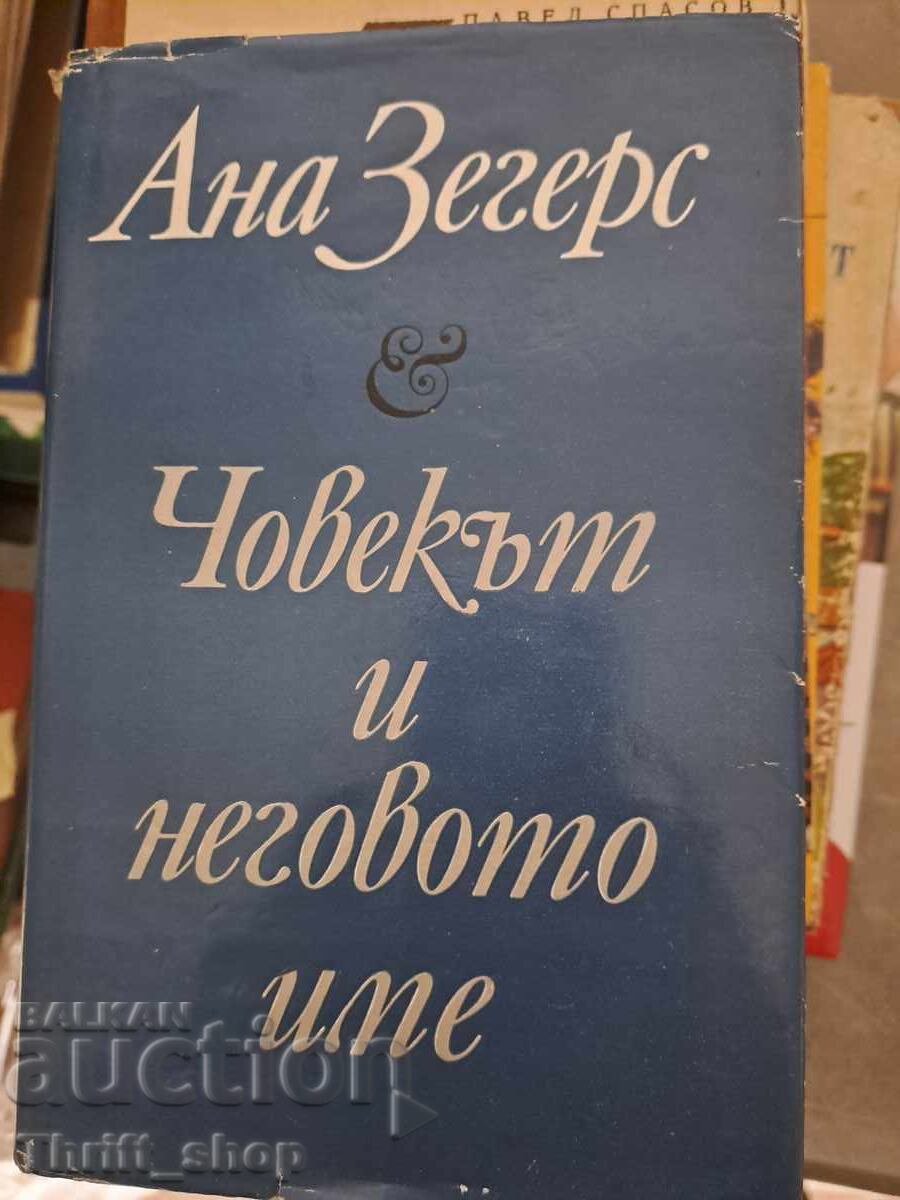 ПАВЕЛ СПАСОВ
Ана Зегерс
&
Човекът
и
неговото
име
Т
BALKAN
auction
Thrift_shop